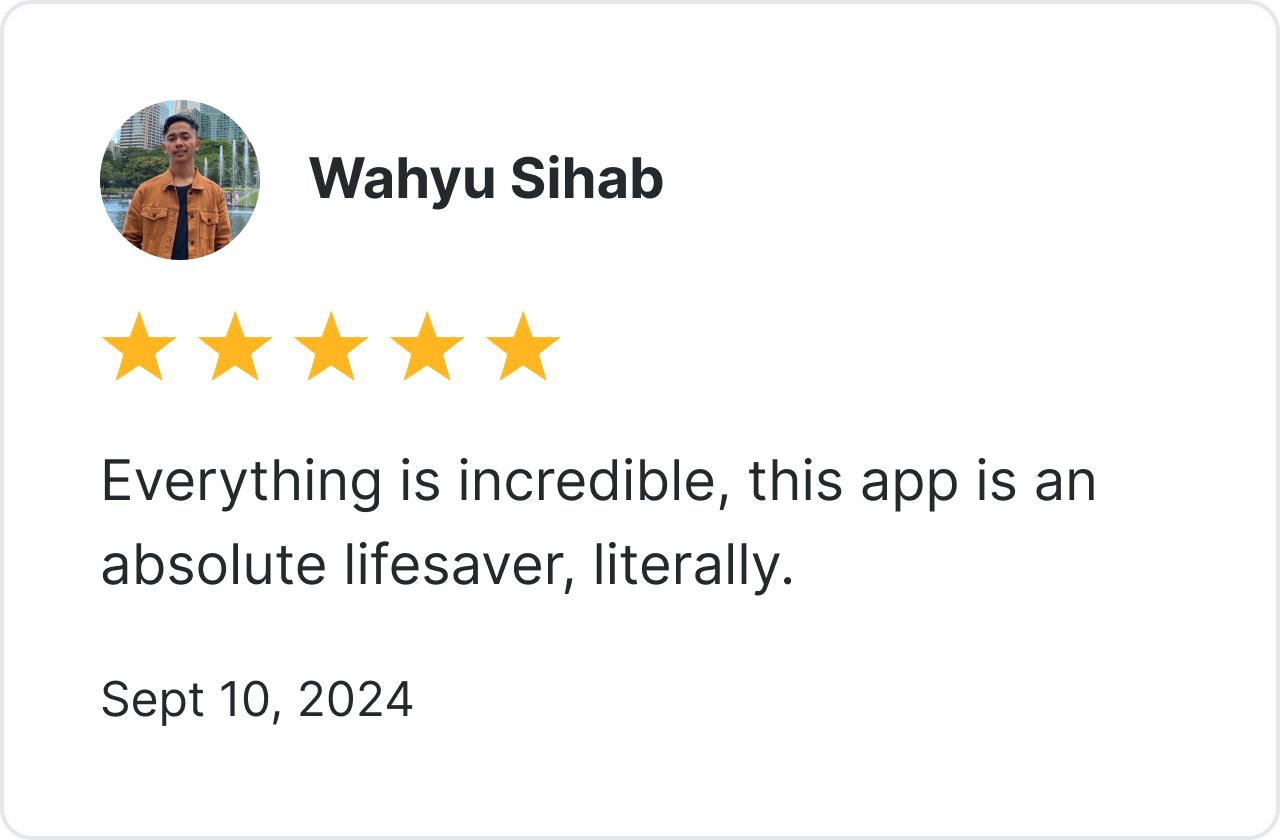 Wahyu Sihab
Everything is incredible, this app is an
absolute lifesaver, literally.
Sept 10, 2024